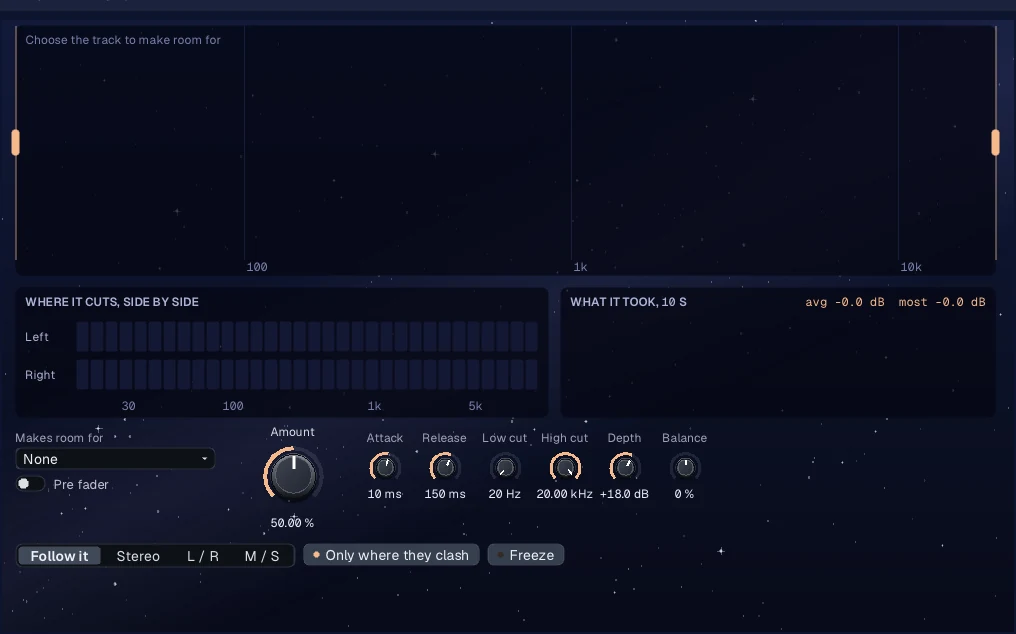 Choose the track to make room for
100
1k
10k
WHERE IT CUTS, SIDE BY SIDE
Left
Right
30
100
1k
5k
WHAT IT TOOK, 10 S
avg -0.0 dB most -0.0 dB
Makes room for
None
Pre fader
Amount
50.00 %
Attack
10 ms
Release
150 ms
Low cut
20 Hz
High cut
20.00 kHz
Depth
+18.0 dB
Balance
0 %
Follow it
Stereo
L / R
M / S
Only where they clash
Freeze